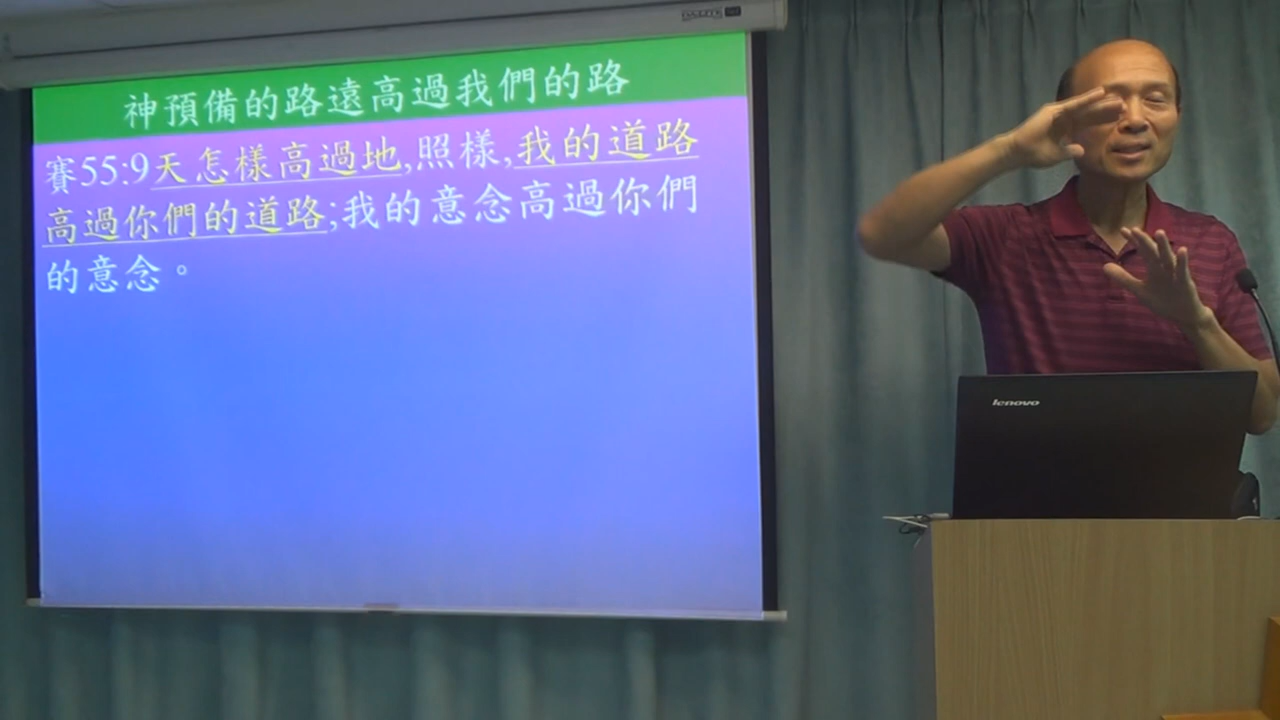 DA-LITE
神預備的路遠高過我們的路
賽55:9天怎樣高過地,照樣,我的道路
高過你們的道路;我的意念高過你們
的意念。
lenovo